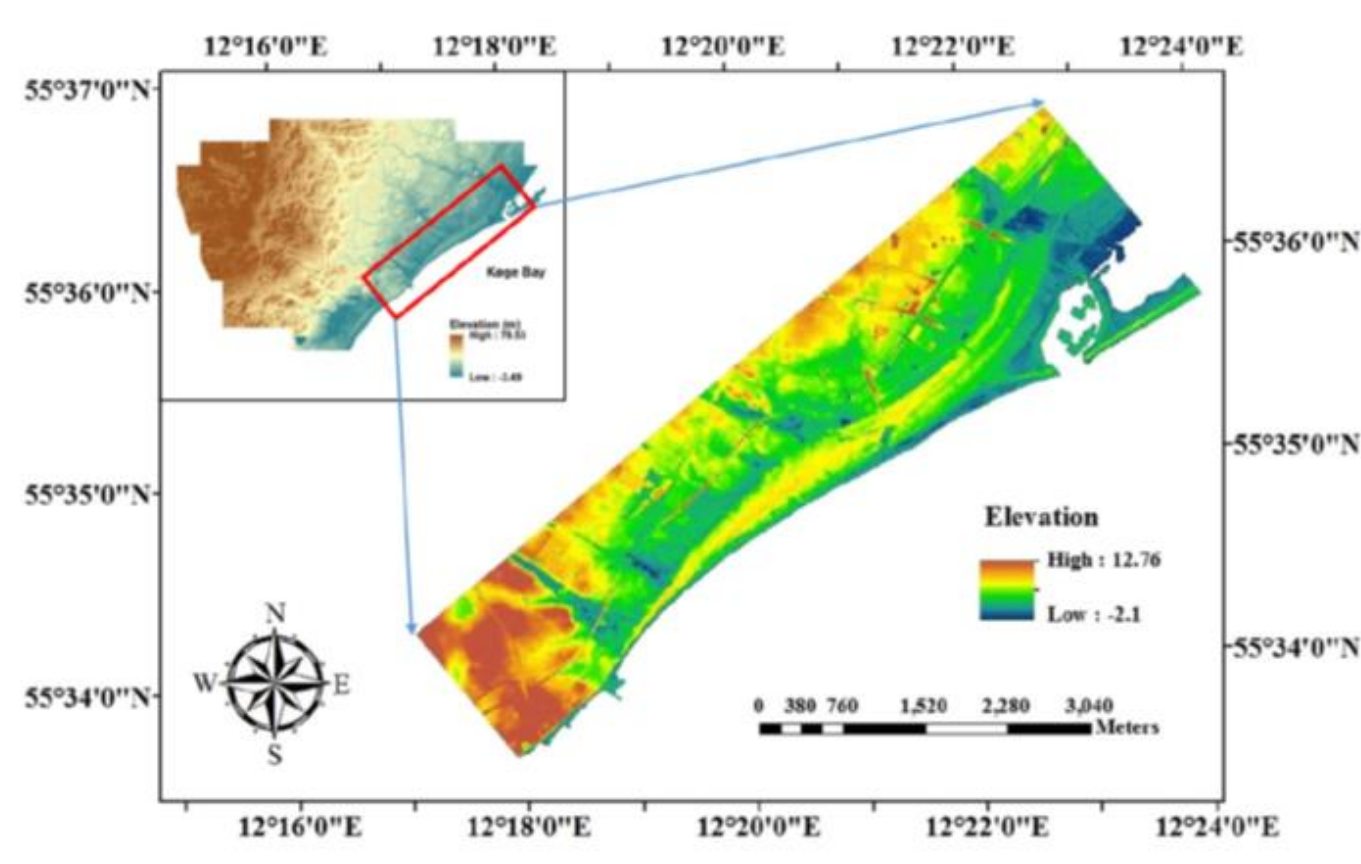 12°16'0"E 12°18'0"E 12°20'0"E 12°22'0"E 12°24'0"E
55°37'0"N
55°36'0"N
55°35'0"N
55°34'0"N
Køge Bay
Elevation (m)
High :
Low :
55°36'0"N
55°35'0"N
55°34'0"N
Elevation
High : 12.76
Low : -2.1
N
W E
S
0 380 760 1,520 2,280 3,040
Meters
12°16'0"E 12°18'0"E 12°20'0"E 12°22'0"E 12°24'0"E